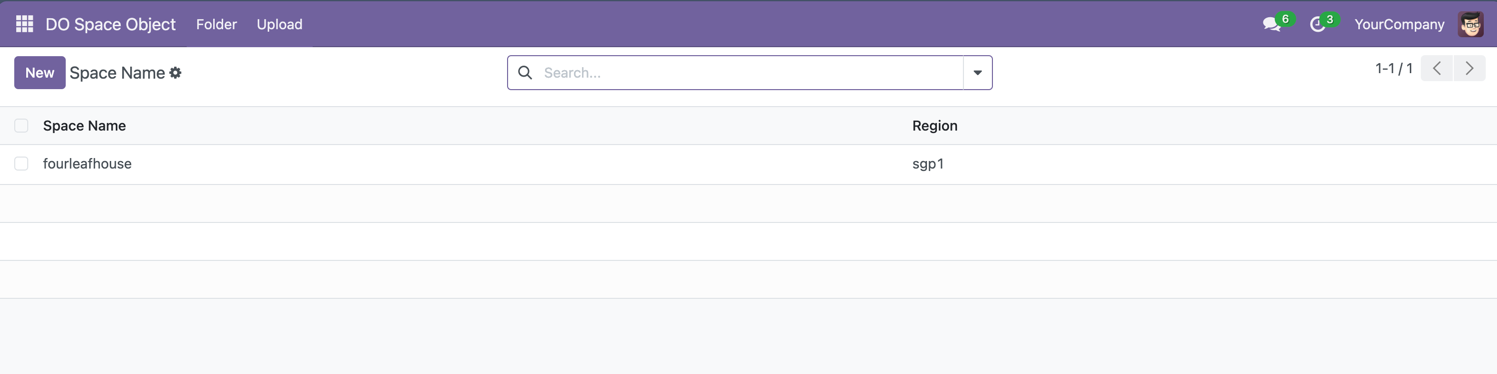 DO Space Object Folder Upload 6 3 YourCompany
New Space Name Search... 1-1 / 1
Space Name Region
fourleafhouse sgp1